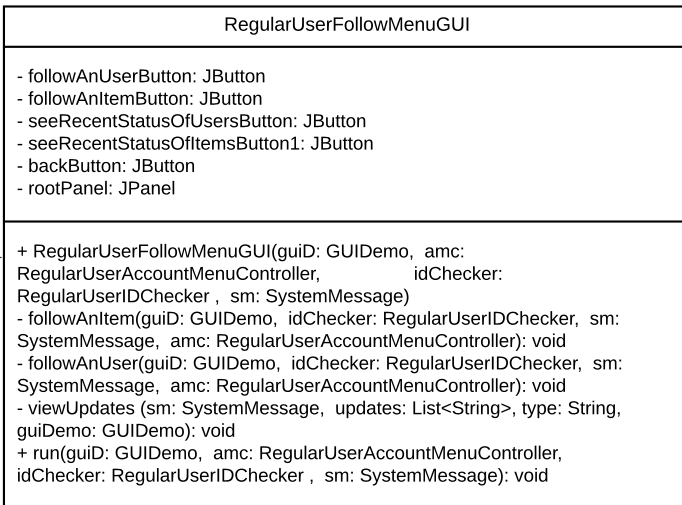 RegularUserFollowMenuGUI
- followAnUserButton: JButton
- followAnItemButton: JButton
- seeRecentStatusOfUsersButton: JButton
- seeRecentStatusOfItemsButton1: JButton
- backButton: JButton
- rootPanel: JPanel
+ RegularUserFollowMenuGUI(guiD: GUIDemo, amc:
RegularUserAccountMenuController, idChecker:
RegularUserIDChecker , sm: SystemMessage)
- followAnItem(guiD: GUIDemo, idChecker: RegularUserIDChecker, sm:
SystemMessage, amc: RegularUserAccountMenuController): void
- followAnUser(guiD: GUIDemo, idChecker: RegularUserIDChecker, sm:
SystemMessage, amc: RegularUserAccountMenuController): void
- viewUpdates (sm: SystemMessage, updates: List<String>, type: String,
guiDemo: GUIDemo): void
+ run(guiD: GUIDemo, amc: RegularUserAccountMenuController,
idChecker: RegularUserIDChecker , sm: SystemMessage): void